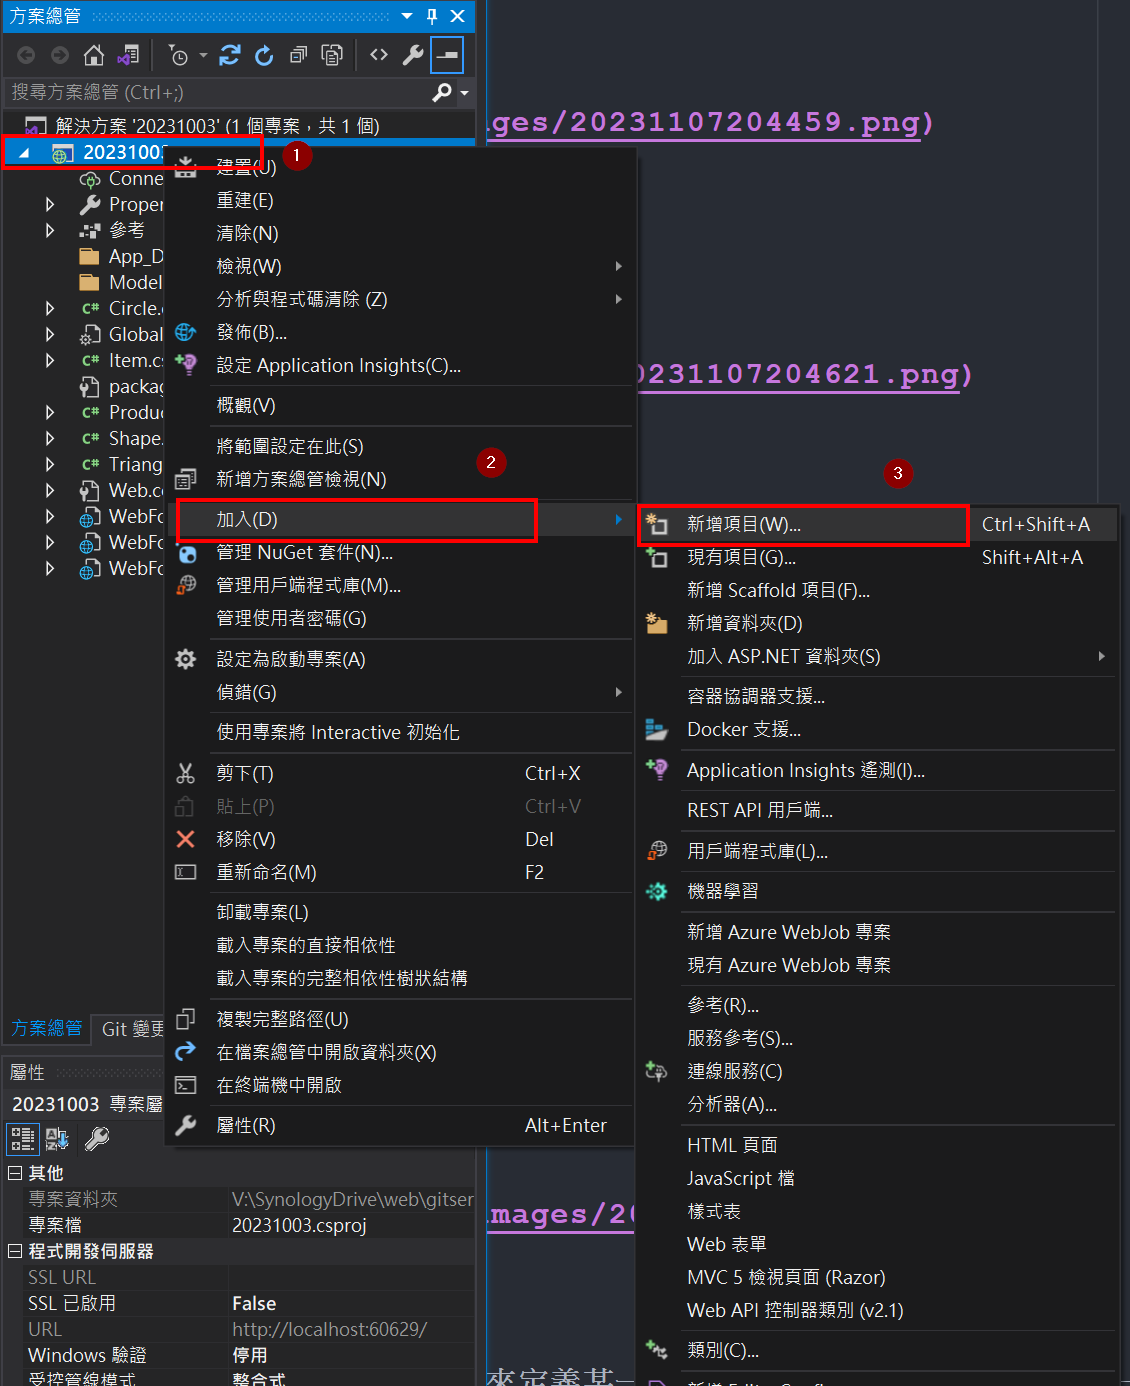 方案總管
搜尋方案總管 (Ctrl+;)
解決方案 '20231003' (1 個專案，共 1 個)
20231003
Conne
Proper
參考
App_D
Model
Circle.
Global
Item.cs
packag
Produ
Shape.
Triang
Web.co
WebFo
WebFo
WebFo
方案總管
Git 變更
屬性
20231003 專案屬
其他
專案資料夾 V:\SynologyDrive\web\gitser
專案檔 20231003.csproj
程式開發伺服器
SSL URL
SSL 已啟用 False
URL http://localhost:60629/
Windows 驗證 停用
受控管線模式 整合式
1
建置(U)
重建(E)
清除(N)
檢視(W)
分析與程式碼清除 (Z)
發佈(B)...
設定 Application Insights(C)...
概觀(V)
將範圍設定在此(S)
新增方案總管檢視(N)
2
加入(D)
管理 NuGet 套件(N)...
管理用戶端程式庫(M)...
管理使用者密碼(G)
設定為啟動專案(A)
偵錯(G)
使用專案將 Interactive 初始化
剪下(T) Ctrl+X
貼上(P) Ctrl+V
移除(V) Del
重新命名(M) F2
卸載專案(L)
載入專案的直接相依性
載入專案的完整相依性樹狀結構
複製完整路徑(U)
在檔案總管中開啟資料夾(X)
在終端機中開啟
屬性(R) Alt+Enter
ages/20231107204459.png)
0231107204621.png)
3
新增項目(W)... Ctrl+Shift+A
現有項目(G)... Shift+Alt+A
新增 Scaffold 項目(F)...
新增資料夾(D)
加入 ASP.NET 資料夾(S)
容器協調器支援...
Docker 支援...
Application Insights 遙測(I)...
REST API 用戶端...
用戶端程式庫(L)...
機器學習
新增 Azure WebJob 專案
現有 Azure WebJob 專案
參考(R)...
服務參考(S)...
連線服務(C)
分析器(A)...
HTML 頁面
JavaScript 檔
樣式表
Web 表單
MVC 5 檢視頁面 (Razor)
Web API 控制器類別 (v2.1)
類別(C)...
mages/20
來定義某一